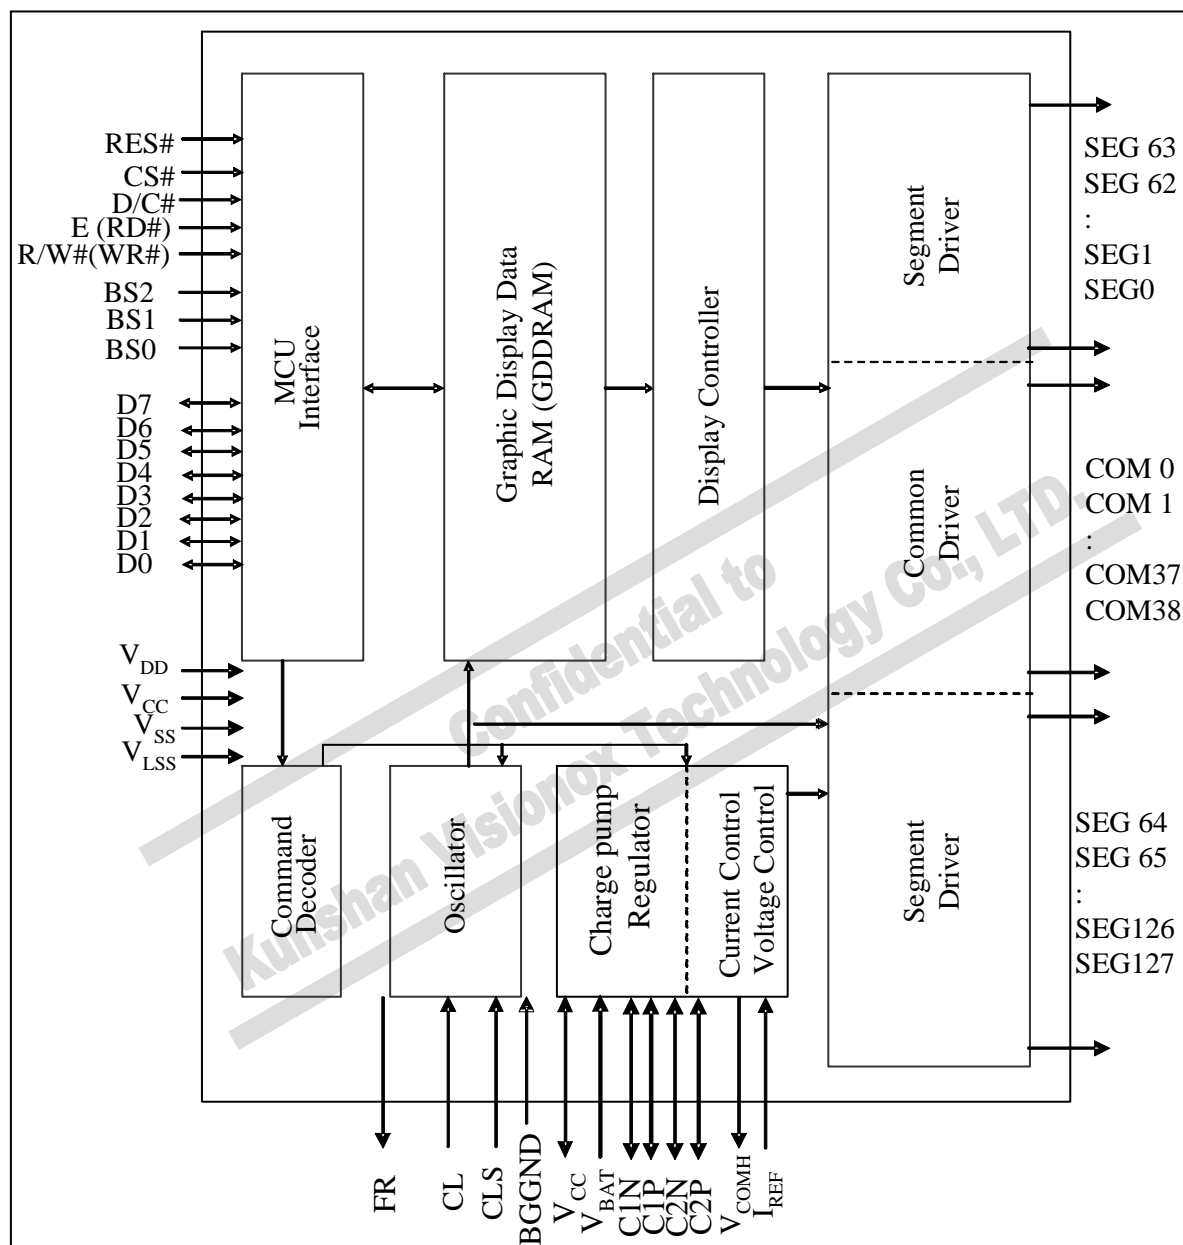 RES#
CS#
D/C#
E (RD#)
R/W#(WR#)
BS2
BS1
BS0
D7
D6
D5
D4
D3
D2
D1
D0
VDD
VCC
VSS
VLSS
MCU
Interface
Graphic Display Data
RAM (GDDRAM)
Display Controller
Segment
Driver
Common
Driver
Segment
Driver
SEG 63
SEG 62
:
SEG1
SEG0
COM 0
COM 1
:
COM37
COM38
SEG 64
SEG 65
:
SEG126
SEG127
Command
Decoder
Oscillator
Charge pump
Regulator
Current Control
Voltage Control
FR
CL
CLS
BGGND
VCC
VBAT
C1N
C1P
C2N
C2P
VCOMH
IREF
Confidential to
Kunshan Visionox Technology Co., LTD.